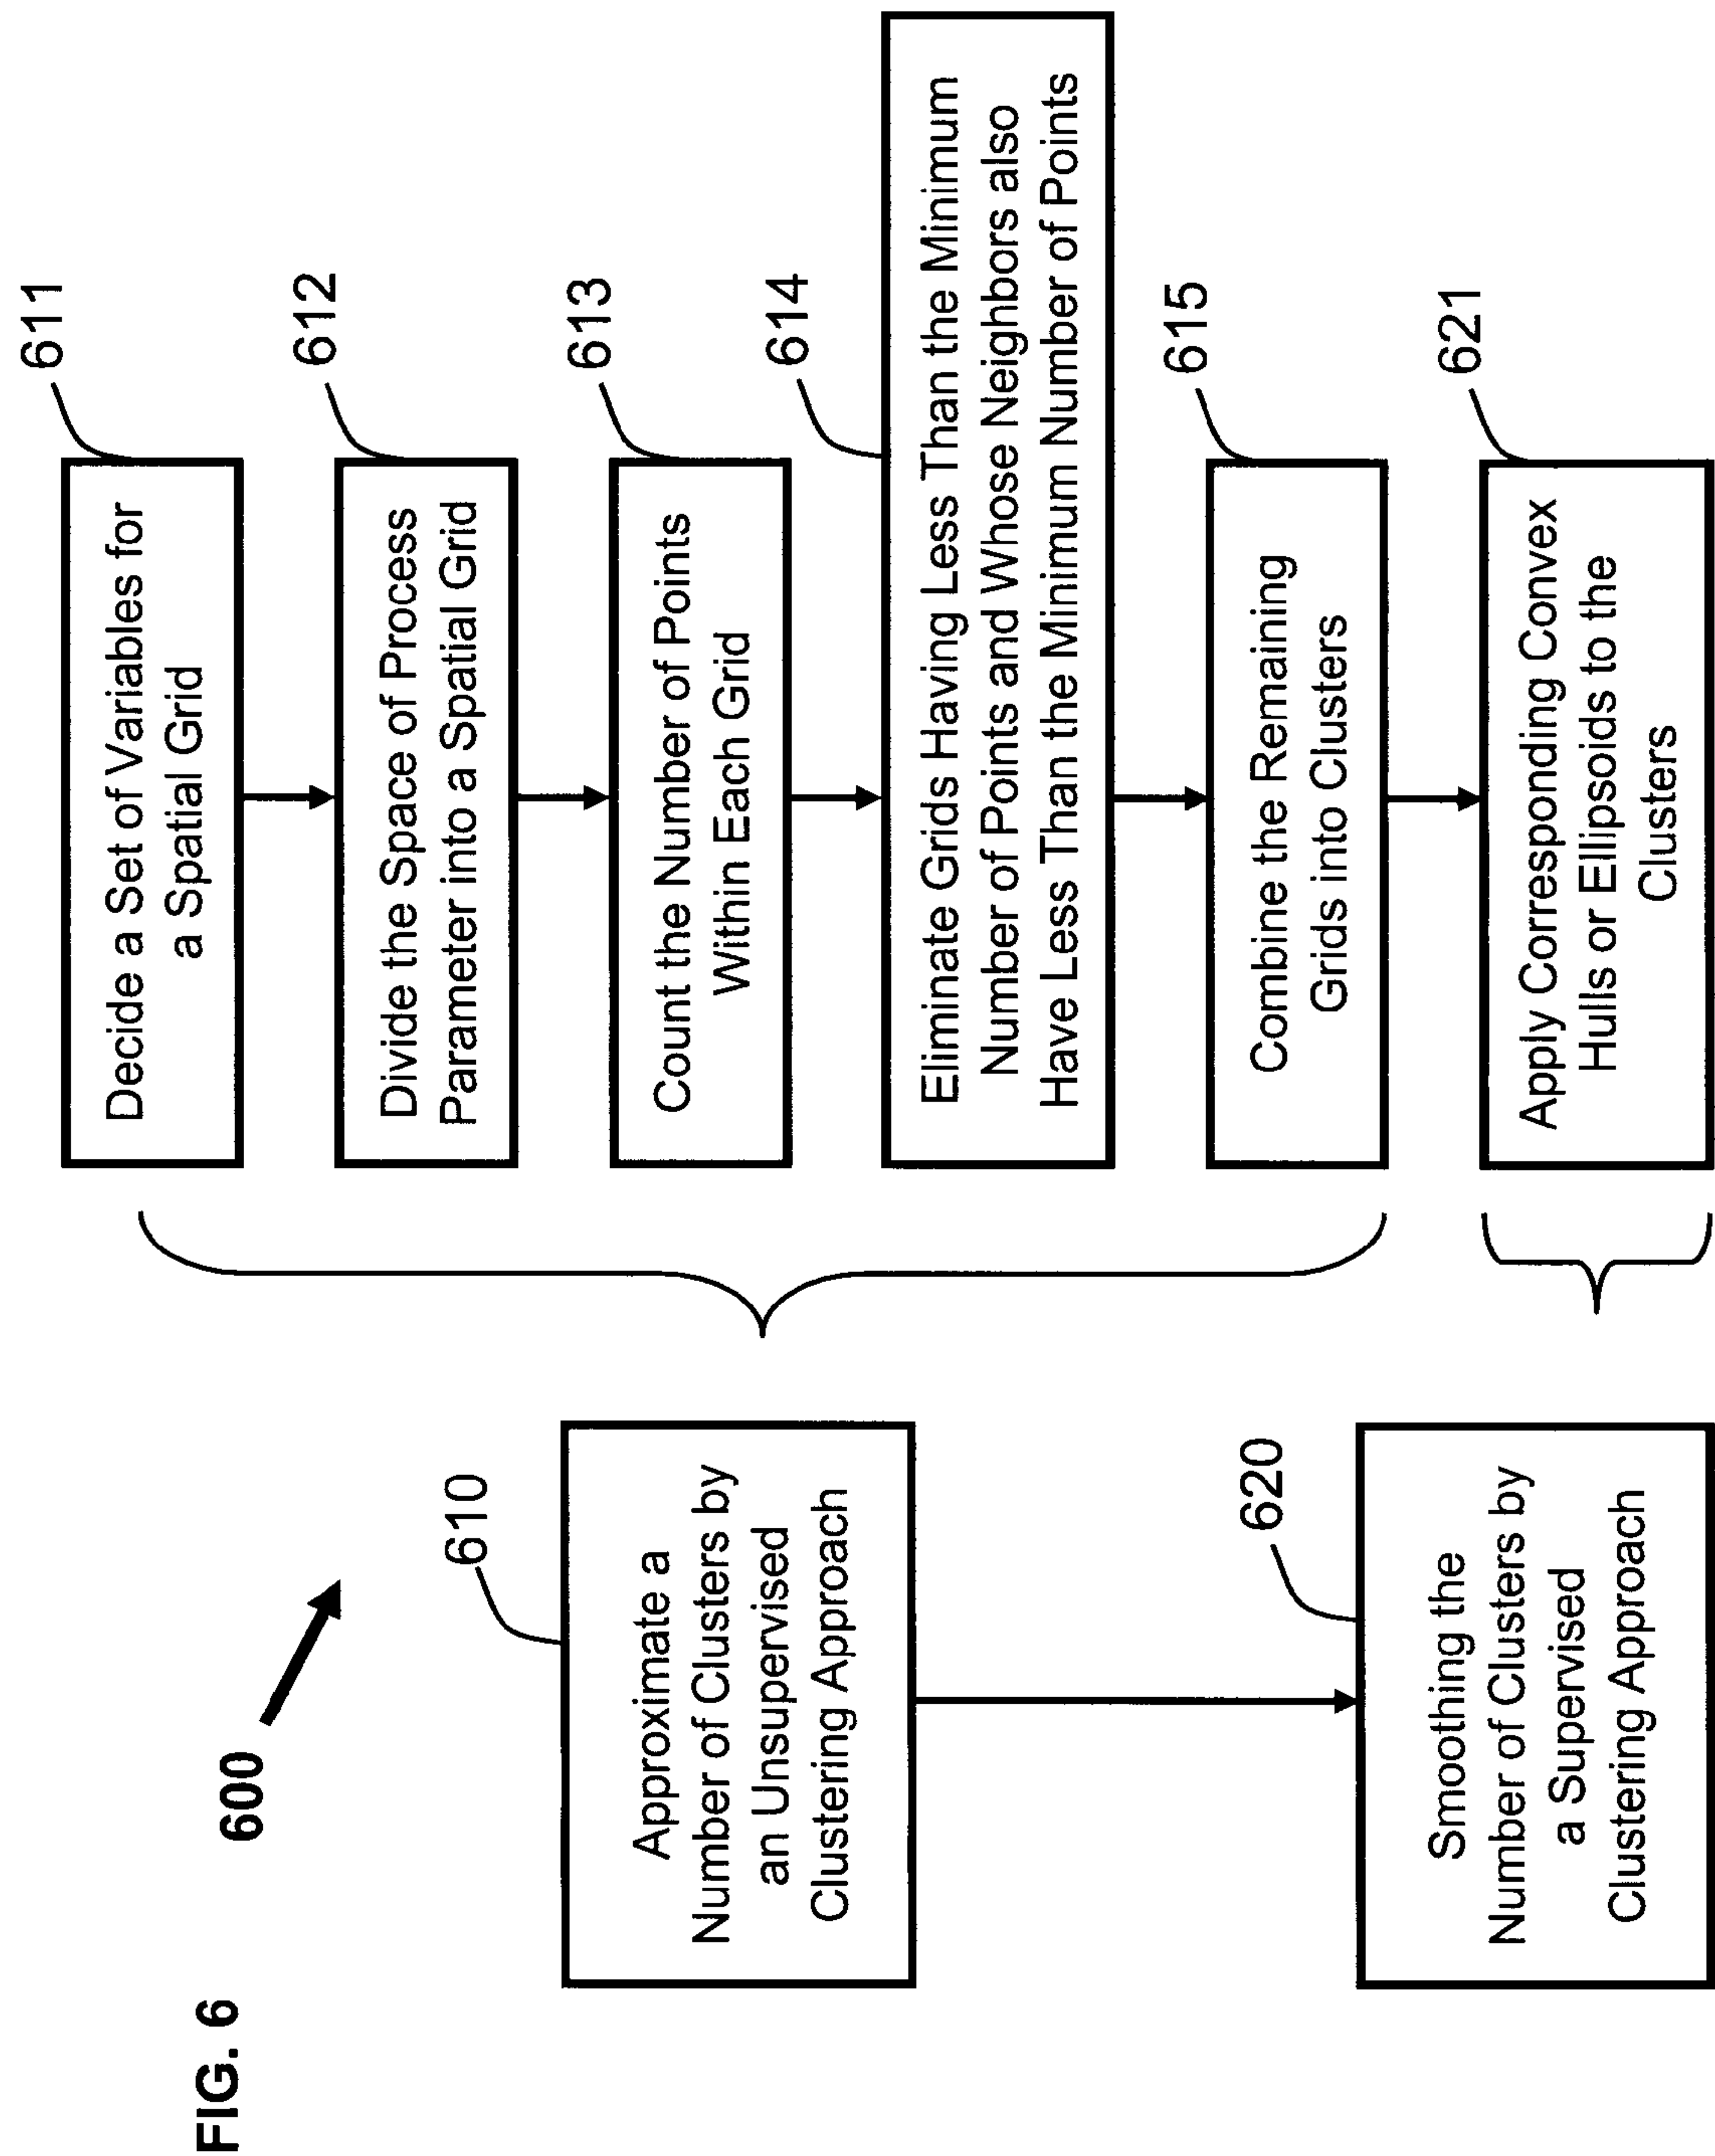 FIG. 6
600
610
Approximate a
Number of Clusters by
an Unsupervised
Clustering Approach
620
Smoothing the
Number of Clusters by
a Supervised
Clustering Approach
611
Decide a Set of Variables for
a Spatial Grid
612
Divide the Space of Process
Parameter into a Spatial Grid
613
Count the Number of Points
Within Each Grid
614
Eliminate Grids Having Less Than the Minimum
Number of Points and Whose Neighbors also
Have Less Than the Minimum Number of Points
615
Combine the Remaining
Grids into Clusters
621
Apply Corresponding Convex
Hulls or Ellipsoids to the
Clusters